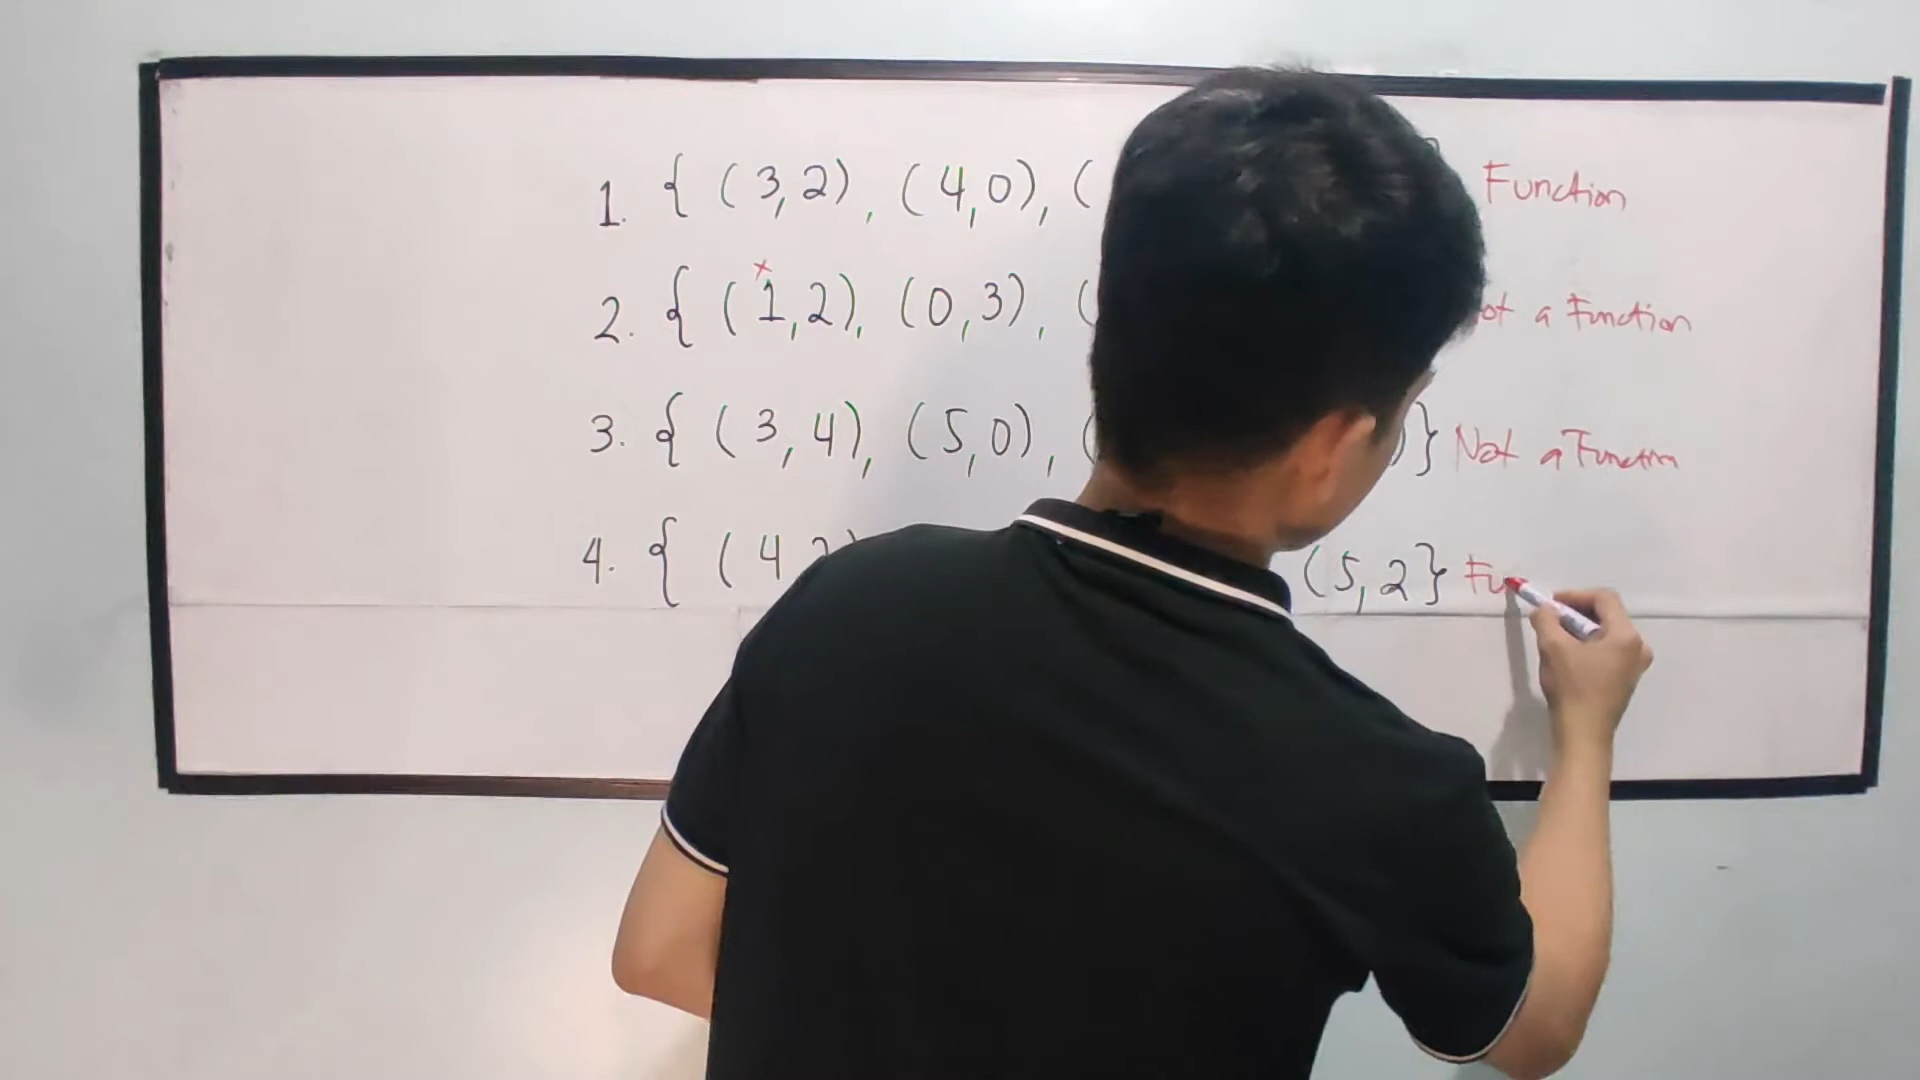 1. { (3,2), (4,0), ( Function
2. { (1,2), (0,3), ( ot a Function
3. { (3,4), (5,0), ( )} Not a Functin
4. { (4 2) (5,2} Fu
x